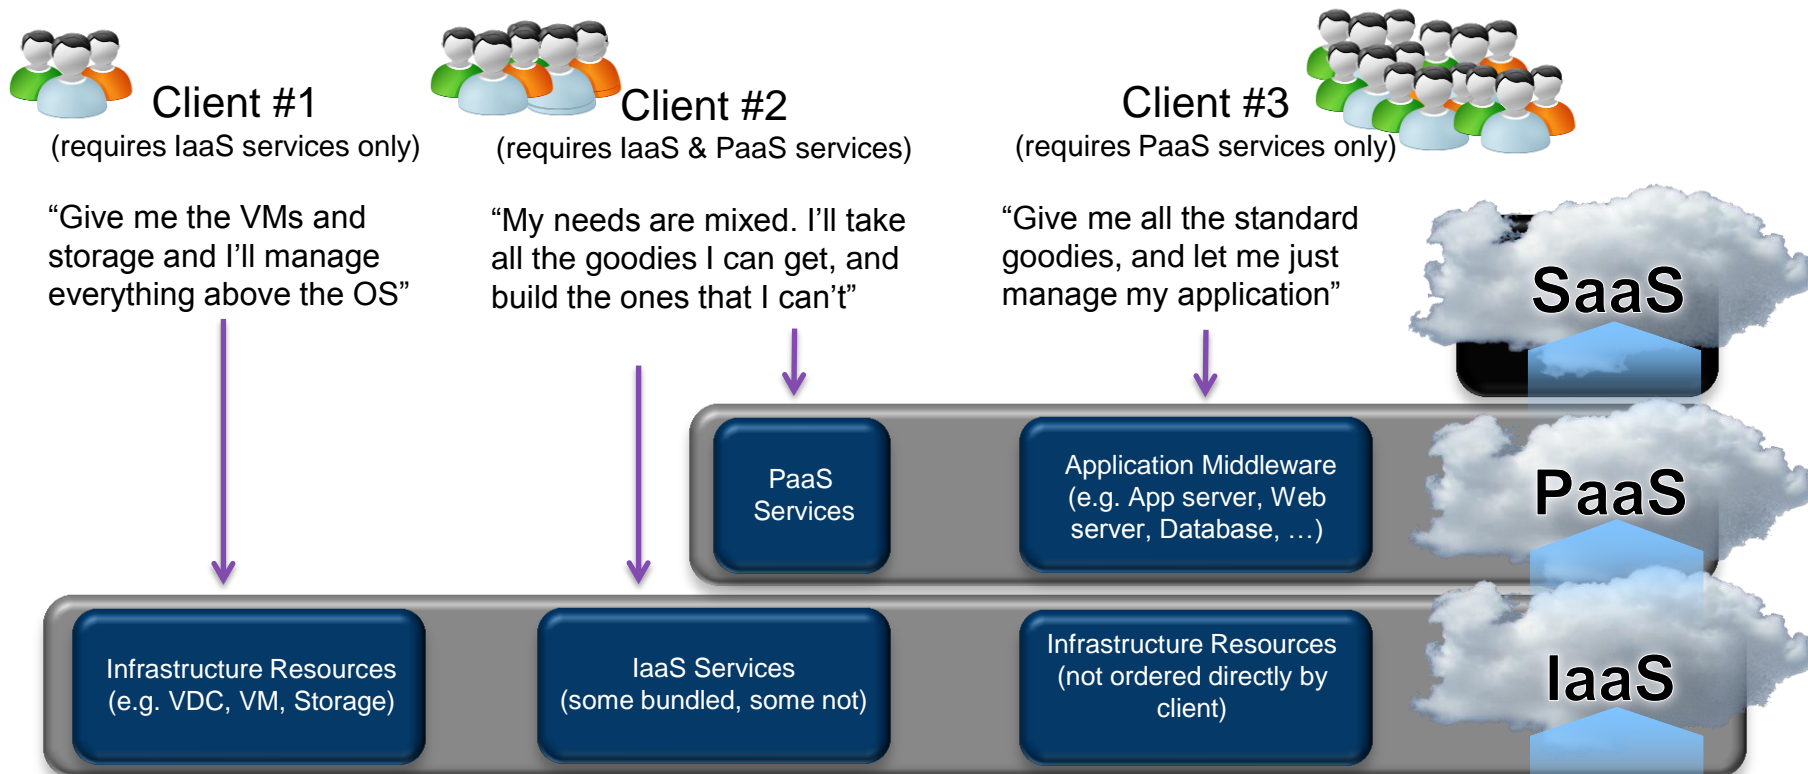 Client #1
(requires IaaS services only)
“Give me the VMs and
storage and I’ll manage
everything above the OS”
Client #2
(requires IaaS & PaaS services)
“My needs are mixed. I’ll take
all the goodies I can get, and
build the ones that I can’t”
Client #3
(requires PaaS services only)
“Give me all the standard
goodies, and let me just
manage my application”
SaaS
PaaS
Services
Application Middleware
(e.g. App server, Web
server, Database, …)
PaaS
Infrastructure Resources
(e.g. VDC, VM, Storage)
IaaS Services
(some bundled, some not)
Infrastructure Resources
(not ordered directly by
client)
IaaS